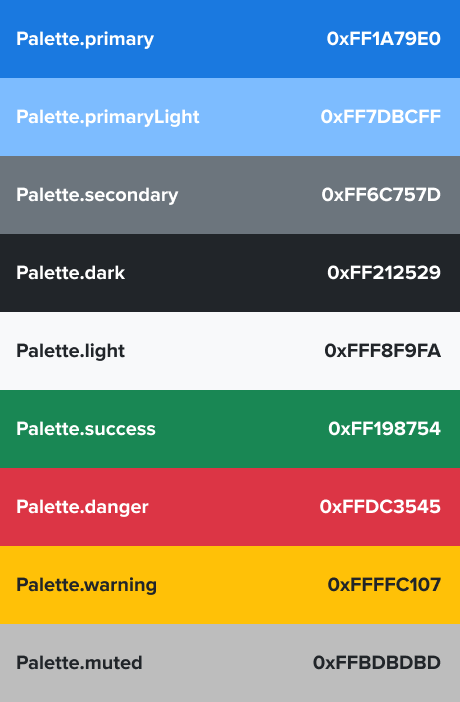 Palette.primary 0xFF1A79E0
Palette.primaryLight 0xFF7DBCFF
Palette.secondary 0xFF6C757D
Palette.dark 0xFF212529
Palette.light 0xFFF8F9FA
Palette.success 0xFF198754
Palette.danger 0xFFDC3545
Palette.warning 0xFFFFC107
Palette.muted 0xFFBDBDBD